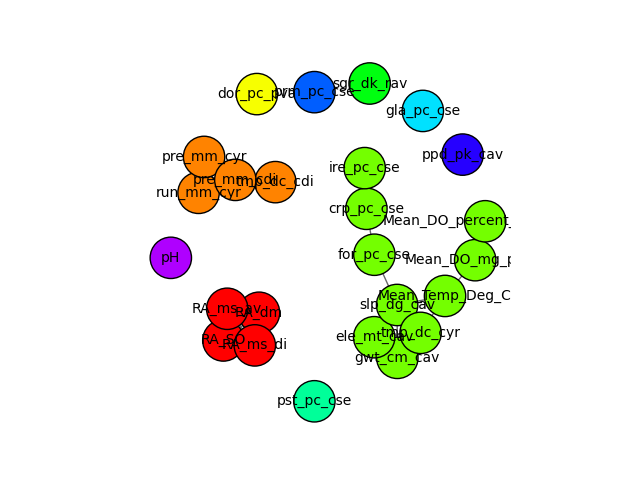 sgr_dk_rav
dor_pc_pva
prm_pc_cse
gla_pc_cse
ppd_pk_cav
pre_mm_cyr
ire_pc_cse
pre_mm_cdi
tmp_dc_cdi
run_mm_cyr
crp_pc_cse
Mean_DO_percent_
for_pc_cse
pH
Mean_DO_mg_p
Mean_Temp_Deg_C
slp_dg_cav
RA_ms_av
RA_dm
tmp_dc_cyr
ele_mt_cav
RA_SO
RA_ms_di
gwt_cm_cav
pst_pc_cse